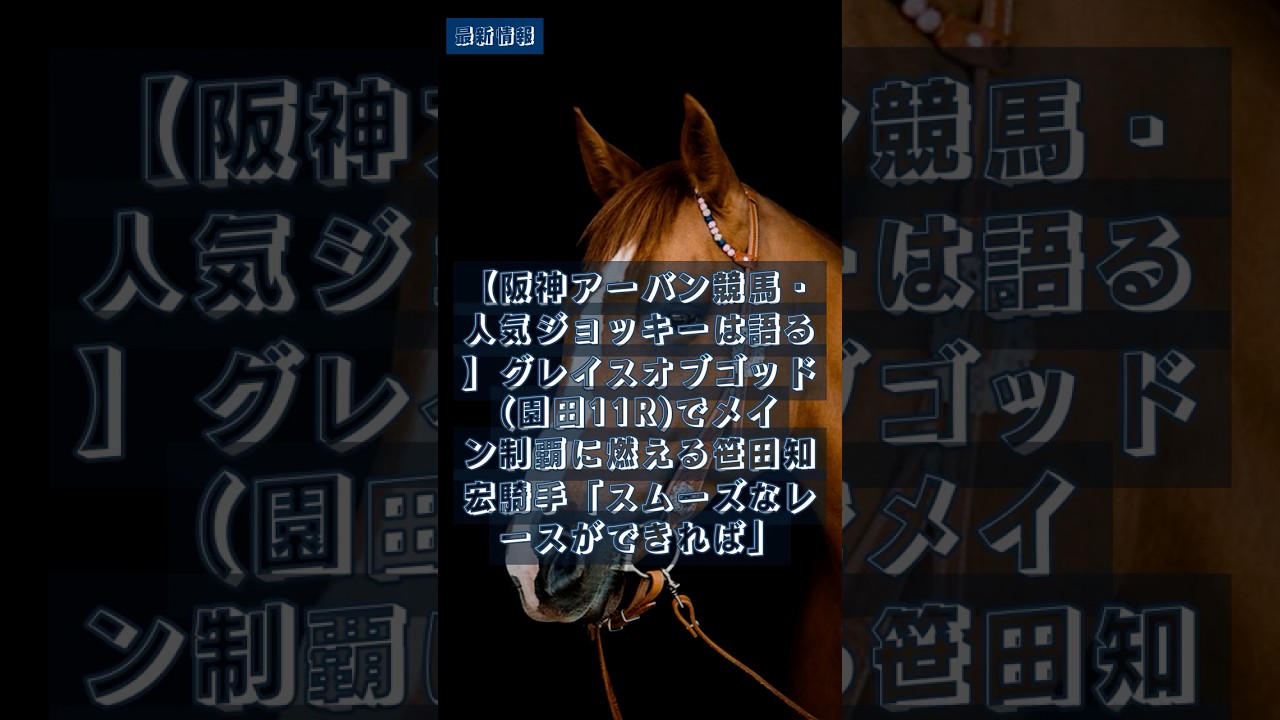 最新情報
【阪神アーバン競馬・
人気ジョッキーは語る
】グレイスオブゴッド
(園田11R)でメイ
ン制覇に燃える笹田知
宏騎手「スムーズなレ
ースができれば」